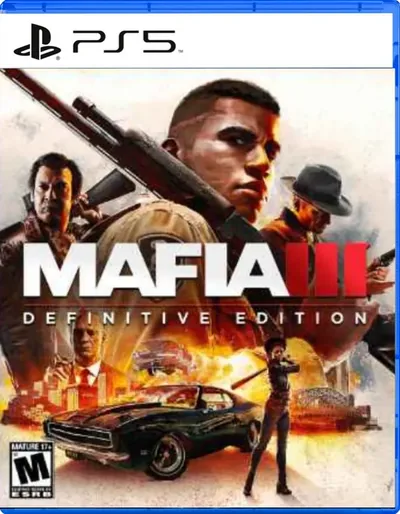 PS5
MAFIA III
DEFINITIVE EDITION
MATURE 17+
M
ESRB